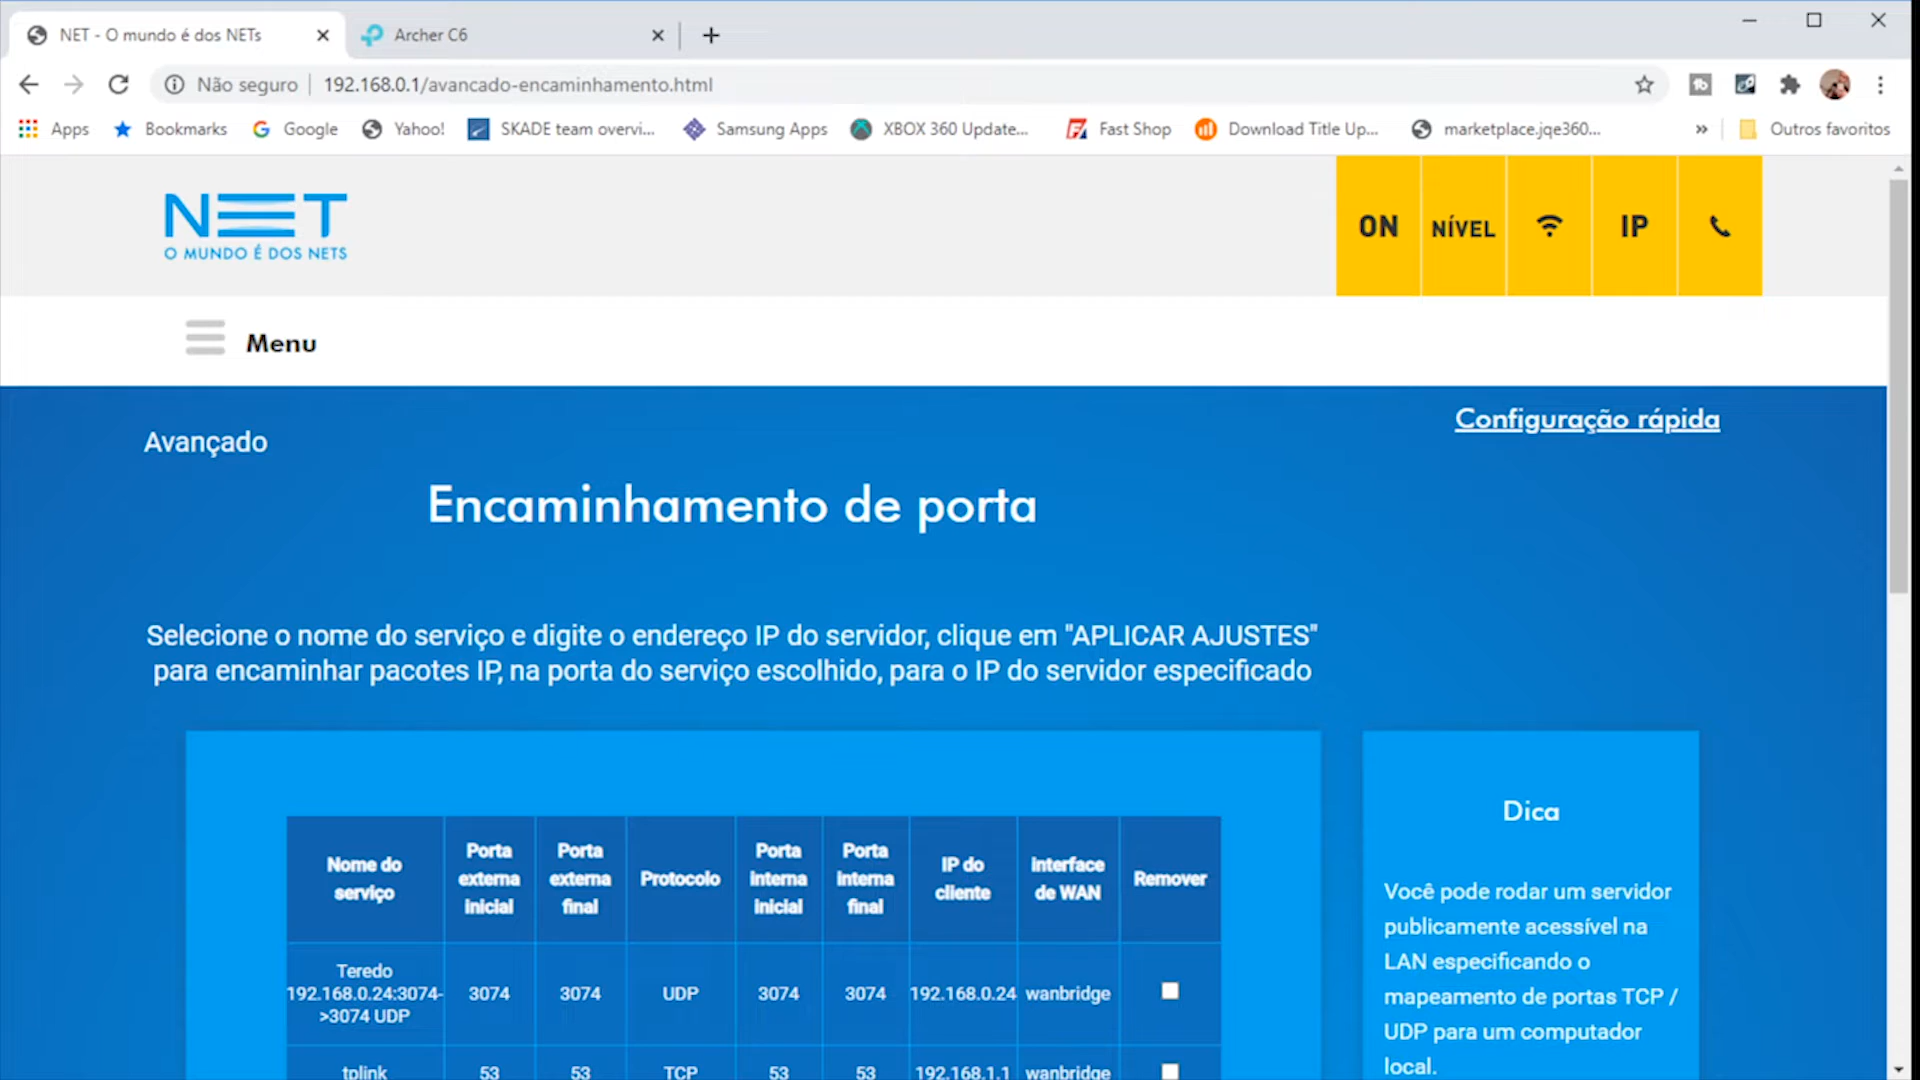 NET - O mundo é dos NETs
Archer C6
Não seguro
192.168.0.1/avancado-encaminhamento.html
Apps
Bookmarks
Google
Yahoo!
SKADE team overvi...
Samsung Apps
XBOX 360 Update...
Fast Shop
Download Title Up...
marketplace.jqe360...
»
Outros favoritos
NET
O MUNDO É DOS NETS
ON
NÍVEL
IP
Menu
Configuração rápida
Avançado
Encaminhamento de porta
Selecione o nome do serviço e digite o endereço IP do servidor, clique em "APLICAR AJUSTES"
para encaminhar pacotes IP, na porta do serviço escolhido, para o IP do servidor especificado
Nome do
serviço
Porta
externa
inicial
Porta
externa
final
Protocolo
Porta
interna
inicial
Porta
interna
final
IP do
cliente
Interface
de WAN
Remover
Teredo
192.168.0.24:3074-
>3074 UDP
3074
3074
UDP
3074
3074
192.168.0.24
wanbridge
tplink
53
53
TCP
53
53
192.168.1.1
wanbridge
Dica
Você pode rodar um servidor
publicamente acessível na
LAN especificando o
mapeamento de portas TCP /
UDP para um computador
local.